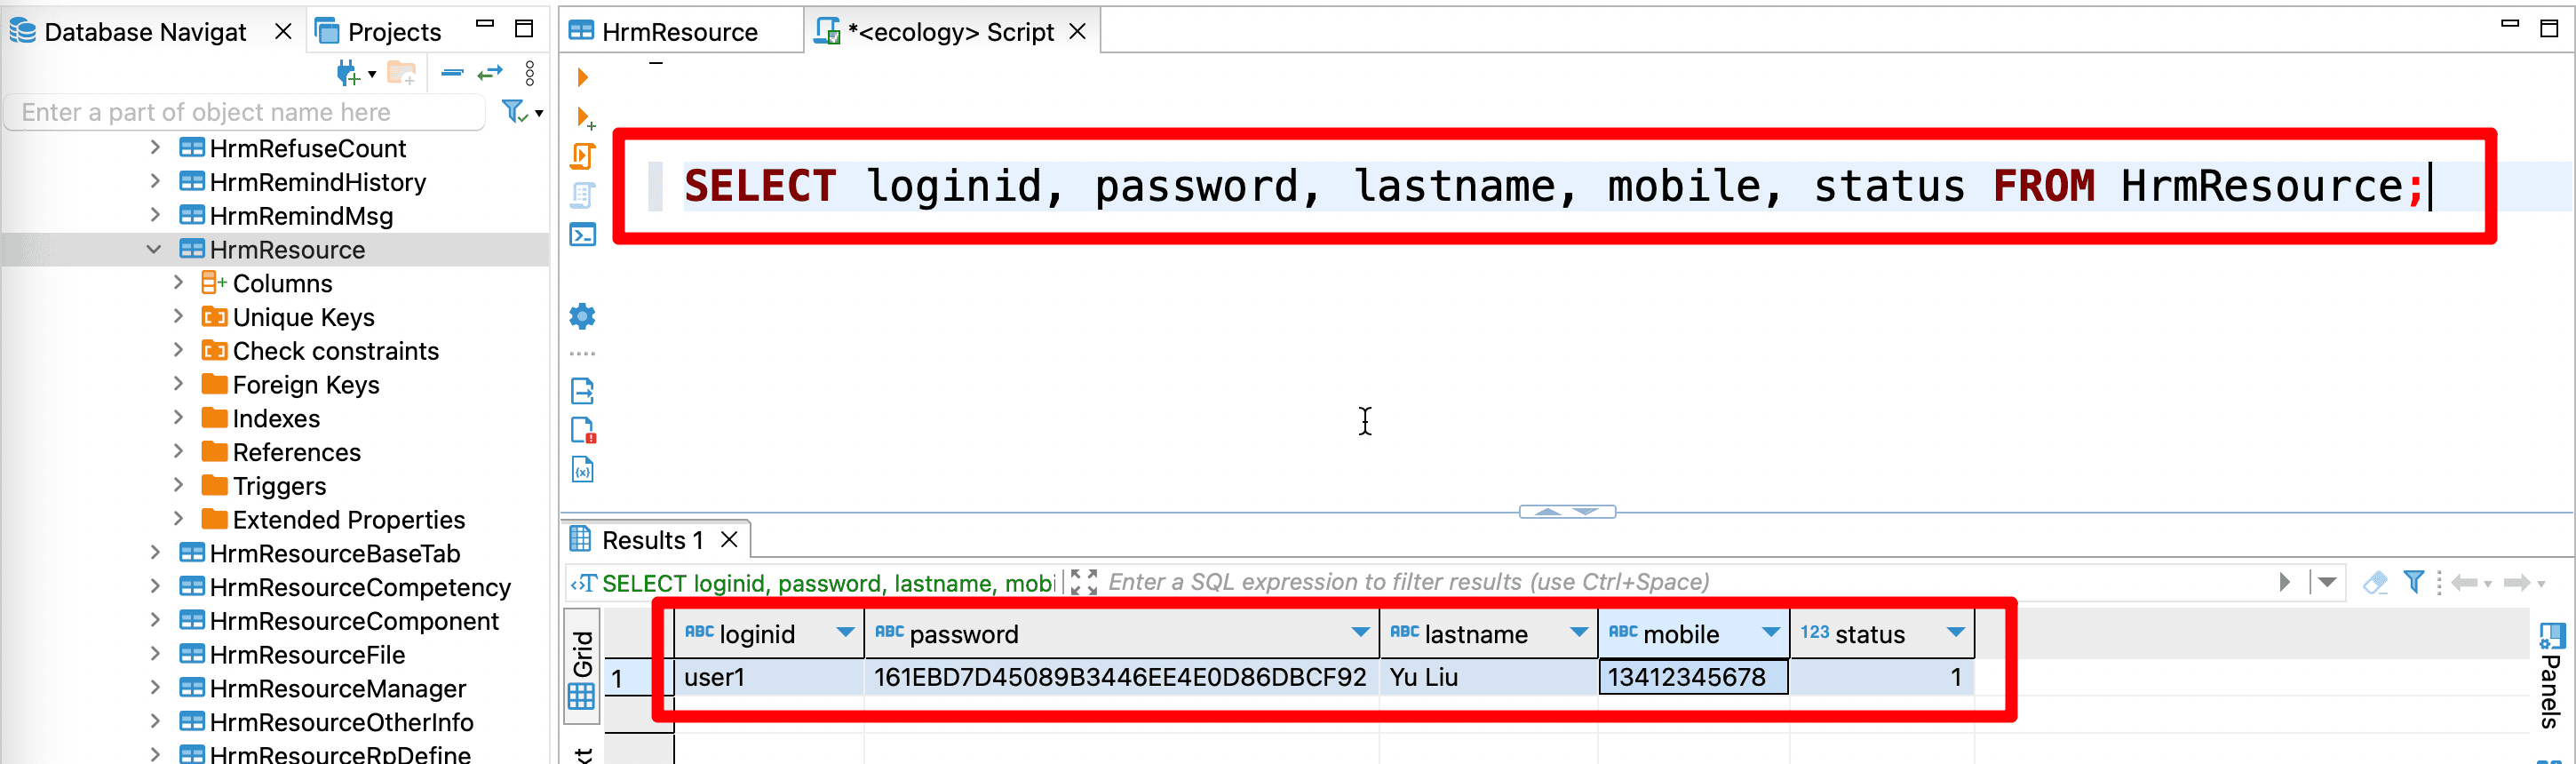 Database Navigat
Projects
Enter a part of object name here
HrmRefuseCount
HrmRemindHistory
HrmRemindMsg
HrmResource
Columns
Unique Keys
Check constraints
Foreign Keys
Indexes
References
Triggers
Extended Properties
HrmResourceBaseTab
HrmResourceCompetency
HrmResourceComponent
HrmResourceFile
HrmResourceManager
HrmResourceOtherInfo
HrmResourceRpDefine
HrmResource
*<ecology> Script
SELECT loginid, password, lastname, mobile, status FROM HrmResource;
Results 1
SELECT loginid, password, lastname, mobi
Enter a SQL expression to filter results (use Ctrl+Space)
Grid
ABC loginid ABC password ABC lastname ABC mobile 123 status
1 user1 161EBD7D45089B3446EE4E0D86DBCF92 Yu Liu 13412345678 1
Panels